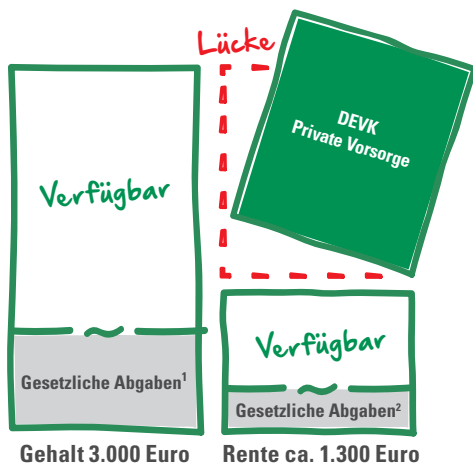 Lücke
DEVK
Private Vorsorge
Verfügbar
Verfügbar
Gesetzliche Abgaben¹
Gesetzliche Abgaben²
Gehalt 3.000 Euro
Rente ca. 1.300 Euro